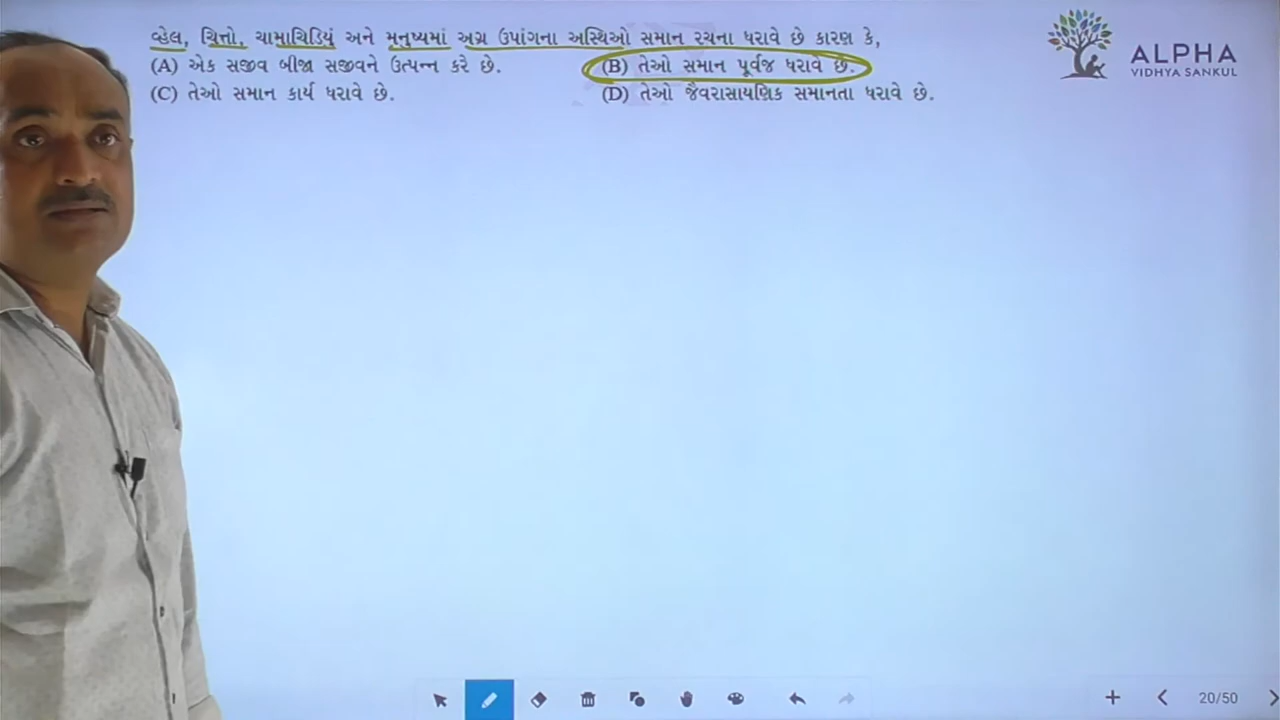 વ્હેલ, ચિત્તો, ચામાચિડિયું અને મનુષ્યમાં અગ્ર ઉપાંગના અસ્થિઓ સમાન રચના ધરાવે છે કારણ કે,
(A) એક સજીવ બીજા સજીવને ઉત્પન્ન કરે છે. (B) તેઓ સમાન પૂર્વજ ધરાવે છે.
(C) તેઓ સમાન કાર્ય ધરાવે છે. (D) તેઓ જૈવરાસાયણિક સમાનતા ધરાવે છે.
ALPHA
VIDHYA SANKUL
20/50